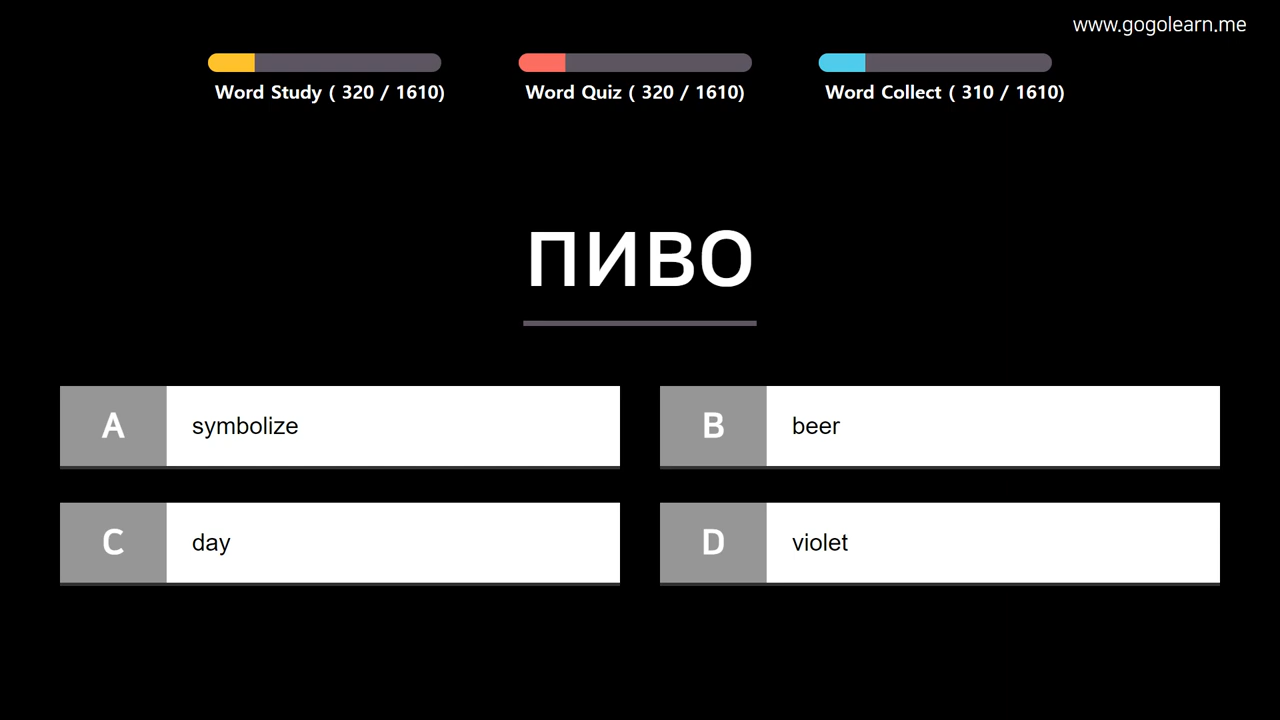 www.gogolearn.me
Word Study ( 320 / 1610)
Word Quiz ( 320 / 1610)
Word Collect ( 310 / 1610)
пиво
A symbolize
B beer
C day
D violet